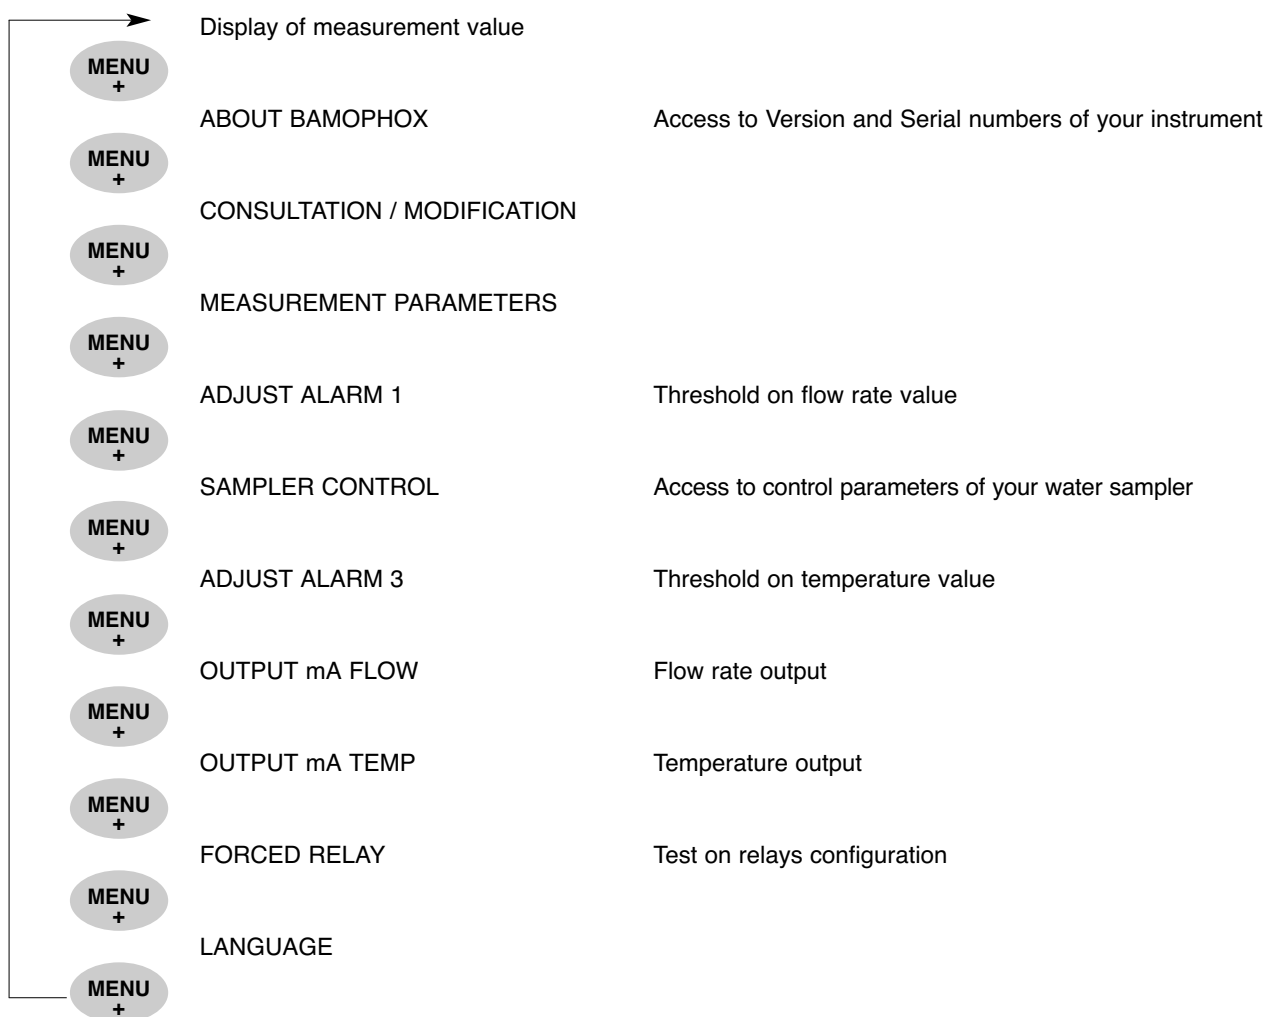 Display of measurement value
MENU
+
ABOUT BAMOPHOX Access to Version and Serial numbers of your instrument
MENU
+
CONSULTATION / MODIFICATION
MENU
+
MEASUREMENT PARAMETERS
MENU
+
ADJUST ALARM 1 Threshold on flow rate value
MENU
+
SAMPLER CONTROL Access to control parameters of your water sampler
MENU
+
ADJUST ALARM 3 Threshold on temperature value
MENU
+
OUTPUT mA FLOW Flow rate output
MENU
+
OUTPUT mA TEMP Temperature output
MENU
+
FORCED RELAY Test on relays configuration
MENU
+
LANGUAGE
MENU
+